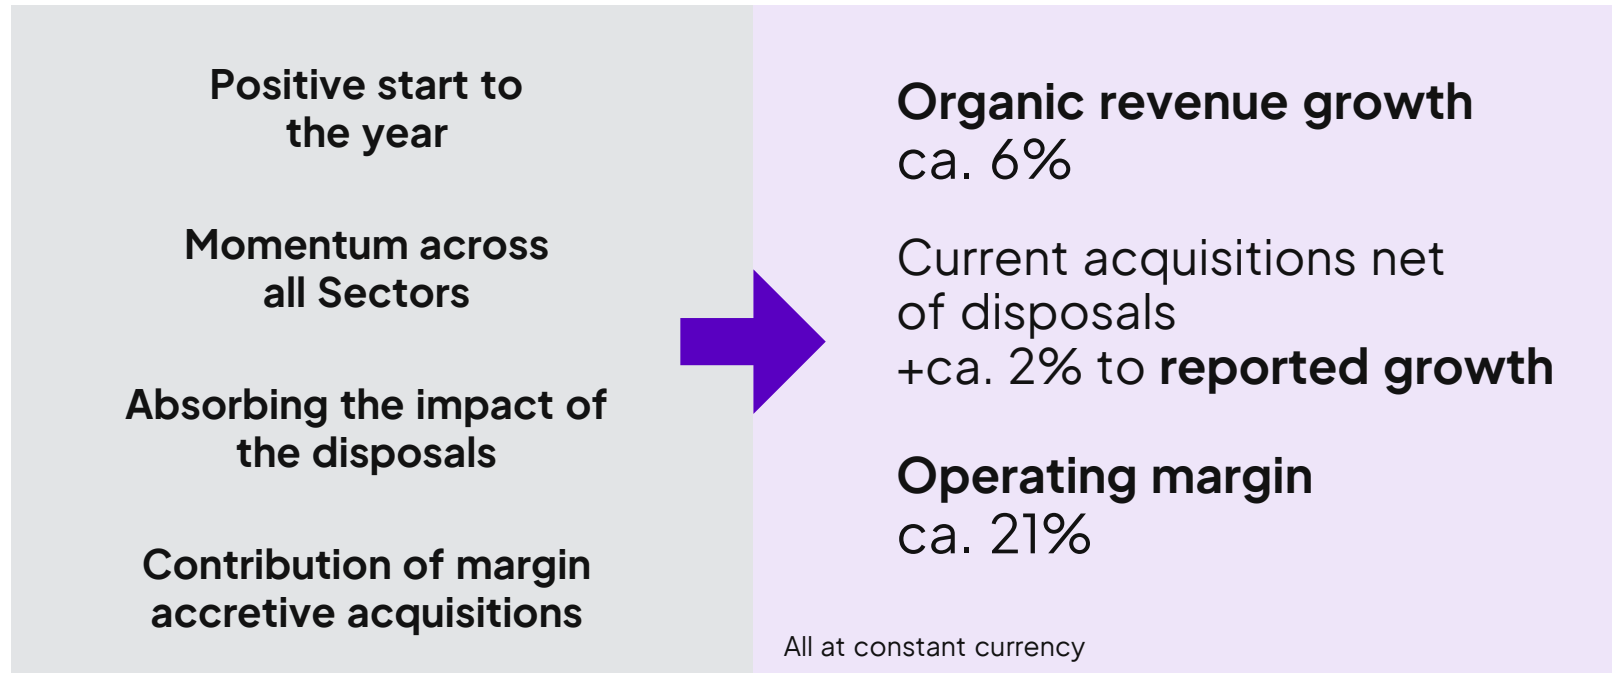 Positive start to
the year
Momentum across
all Sectors
Absorbing the impact of
the disposals
Contribution of margin
accretive acquisitions
Organic revenue growth
ca. 6%
Current acquisitions net
of disposals
+ca. 2% to reported growth
Operating margin
ca. 21%
All at constant currency